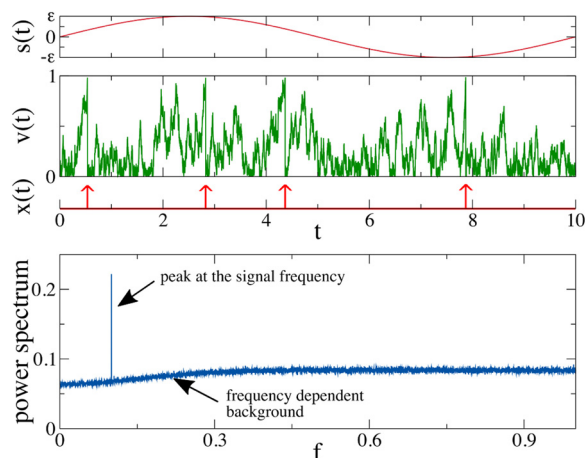 s(t)
ε
0
-ε
v(t)
1
0
x(t)
0 2 4 6 8 10
t
power spectrum
0.2
0.1
0
peak at the signal frequency
frequency dependent
background
0 0.3 0.6 0.9
f